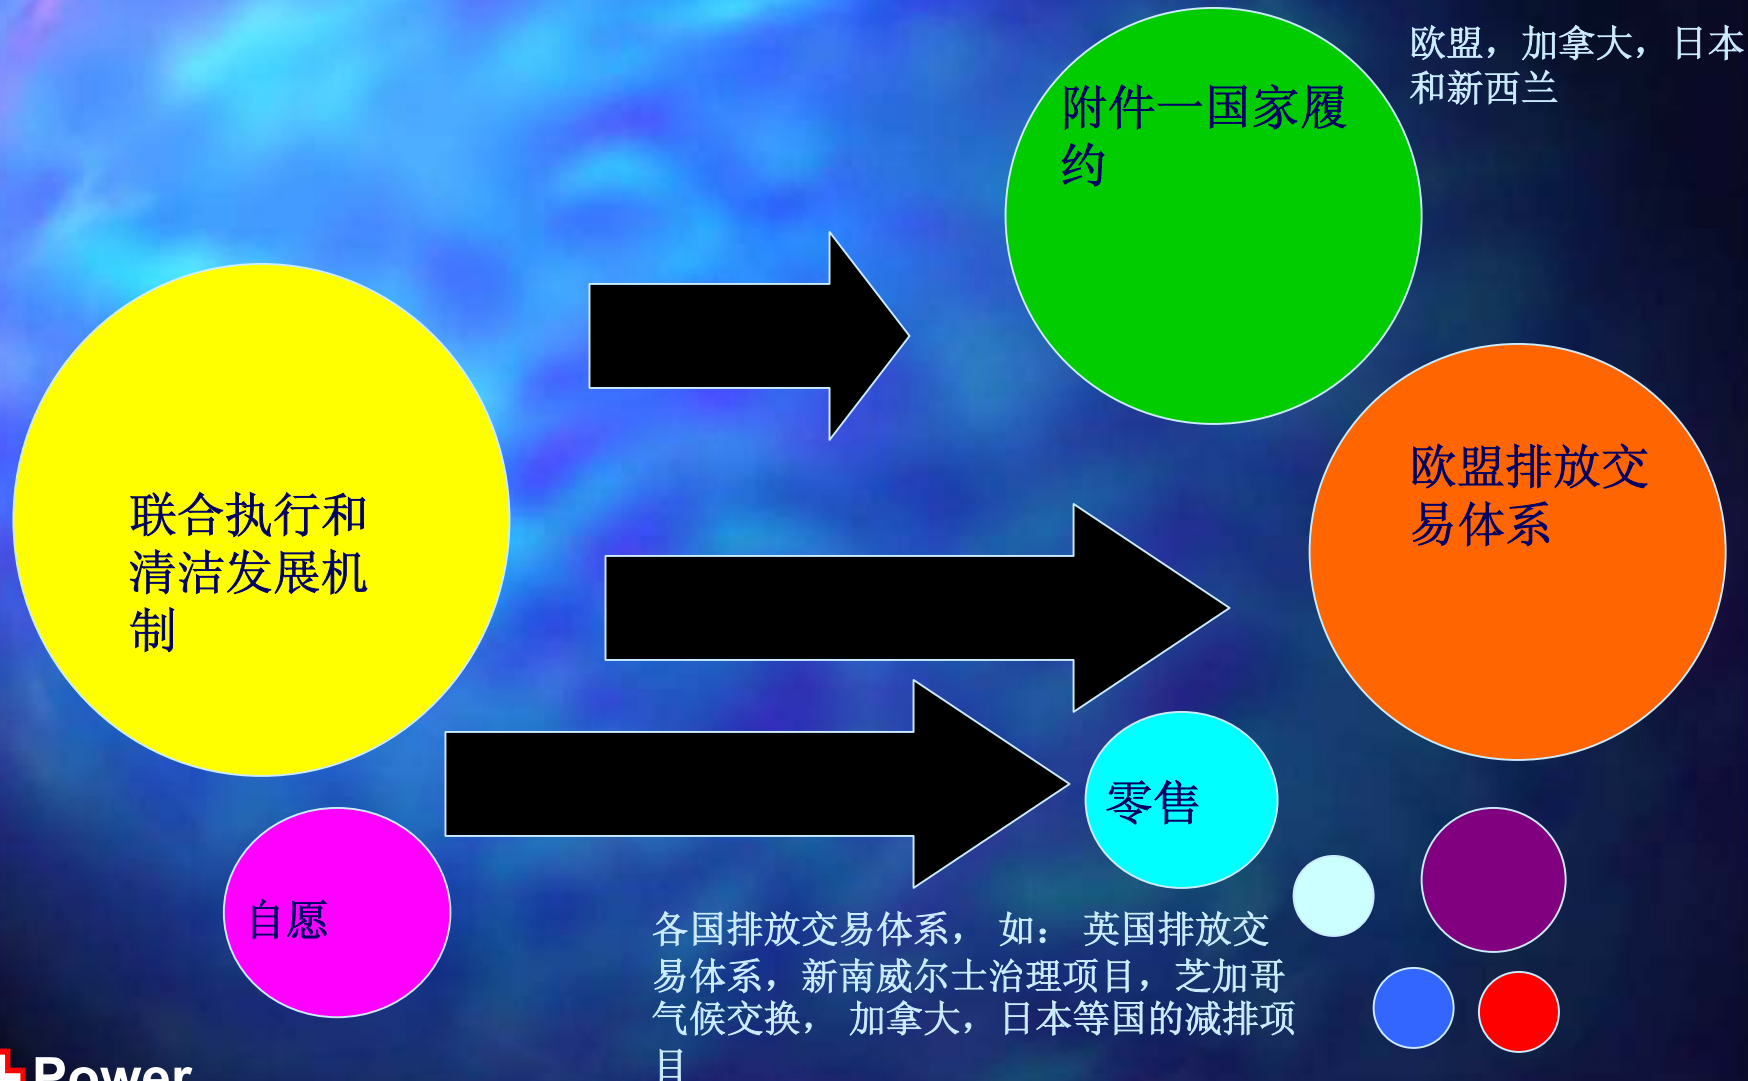 欧盟，加拿大，日本
和新西兰
附件一国家履
约
欧盟排放交
易体系
联合执行和
清洁发展机
制
零售
自愿
各国排放交易体系， 如： 英国排放交
易体系，新南威尔士治理项目，芝加哥
气候交换， 加拿大，日本等国的减排项
目
Power